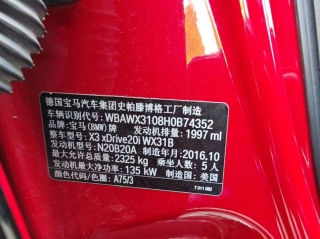 德国宝马汽车集团史帕滕博格工厂制造
车辆识别代号: WBAWX3108H0B74352
品牌: 宝马(BMW)牌 发动机排量: 1997 ml
整车型号: X3 xDrive20i WX31B
发动机型号: N20B20A 制造年月: 2016.10
最大允许总质量: 2325 kg 乘坐人数: 5人
发动机最大净功率: 135 kW 制造国: 美国
颜色代号/色圈: A75/3